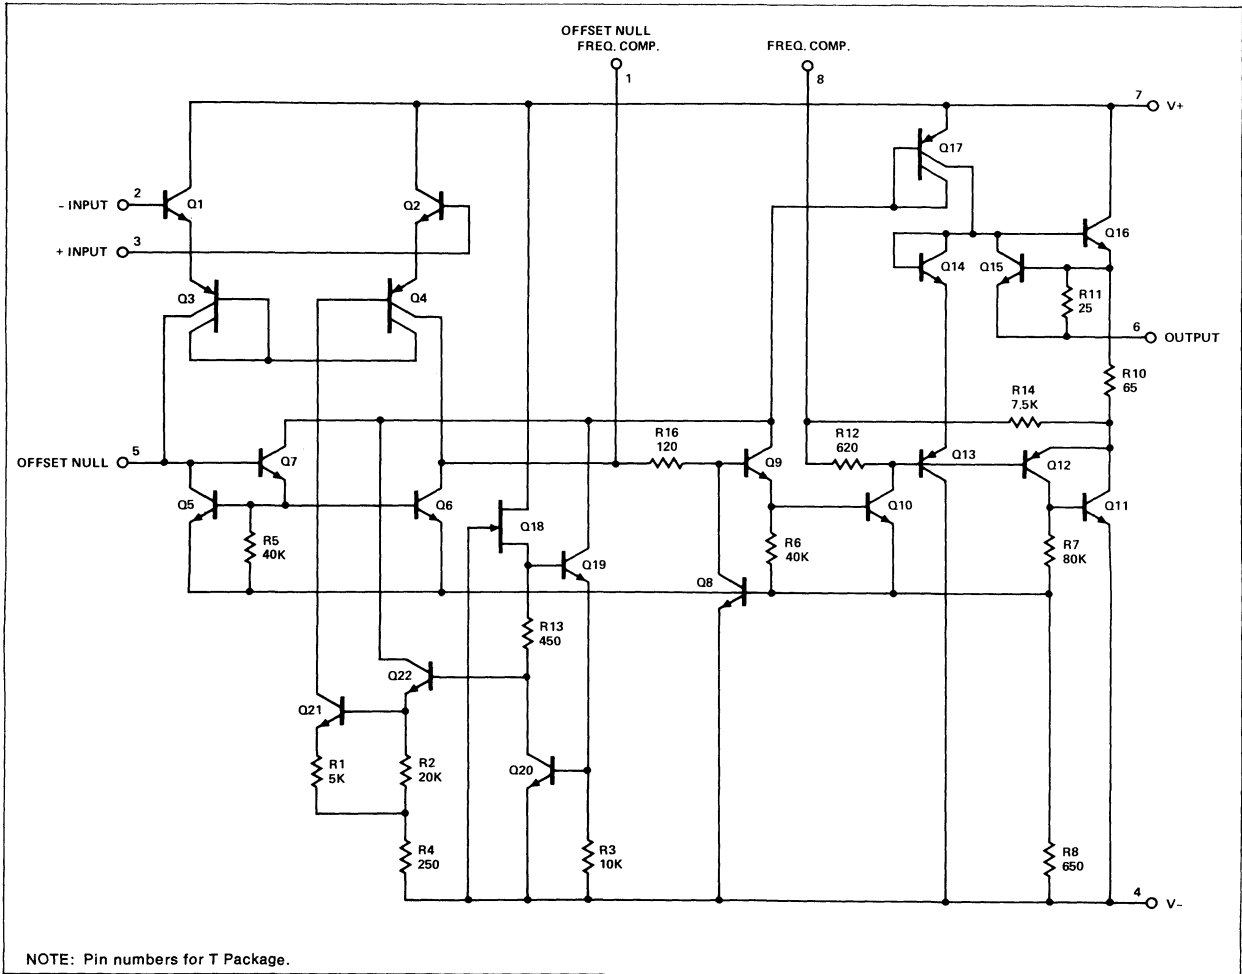 OFFSET NULL
FREQ. COMP.
FREQ. COMP.
1
8
7
V+
Q17
2
- INPUT
Q1
Q2
3
+ INPUT
Q16
Q14
Q15
Q3
Q4
R11
25
6
OUTPUT
R10
65
R14
7.5K
R16
120
R12
620
5
OFFSET NULL
Q7
Q9
Q13
Q12
Q5
Q6
Q18
Q10
Q11
R5
40K
R6
40K
R7
80K
Q19
Q8
R13
450
Q22
Q21
R1
5K
R2
20K
Q20
R4
250
R3
10K
R8
650
4
V-
NOTE: Pin numbers for T Package.